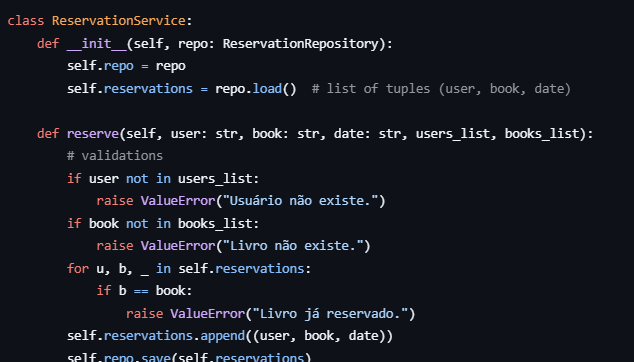 class ReservationService:
    def __init__(self, repo: ReservationRepository):
        self.repo = repo
        self.reservations = repo.load()  # list of tuples (user, book, date)

    def reserve(self, user: str, book: str, date: str, users_list, books_list):
        # validations
        if user not in users_list:
            raise ValueError("Usuário não existe.")
        if book not in books_list:
            raise ValueError("Livro não existe.")
        for u, b, _ in self.reservations:
            if b == book:
                raise ValueError("Livro já reservado.")
        self.reservations.append((user, book, date))
        self.repo.save(self.reservations)